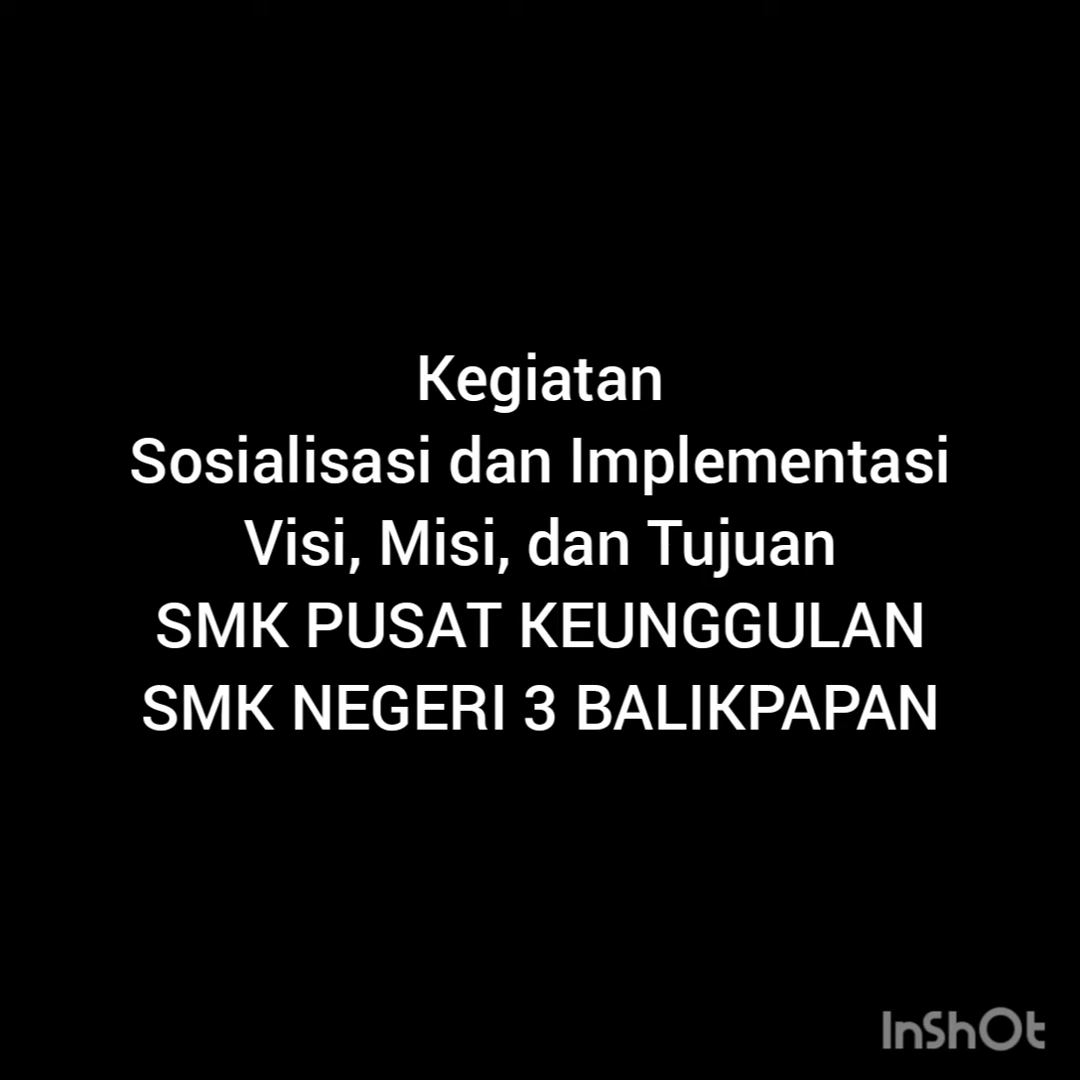 Kegiatan
Sosialisasi dan Implementasi
Visi, Misi, dan Tujuan
SMK PUSAT KEUNGGULAN
SMK NEGERI 3 BALIKPAPAN
InShOt